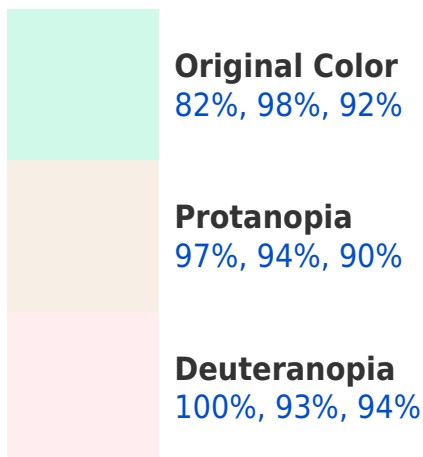 Original Color
82%, 98%, 92%
Protanopia
97%, 94%, 90%
Deuteranopia
100%, 93%, 94%